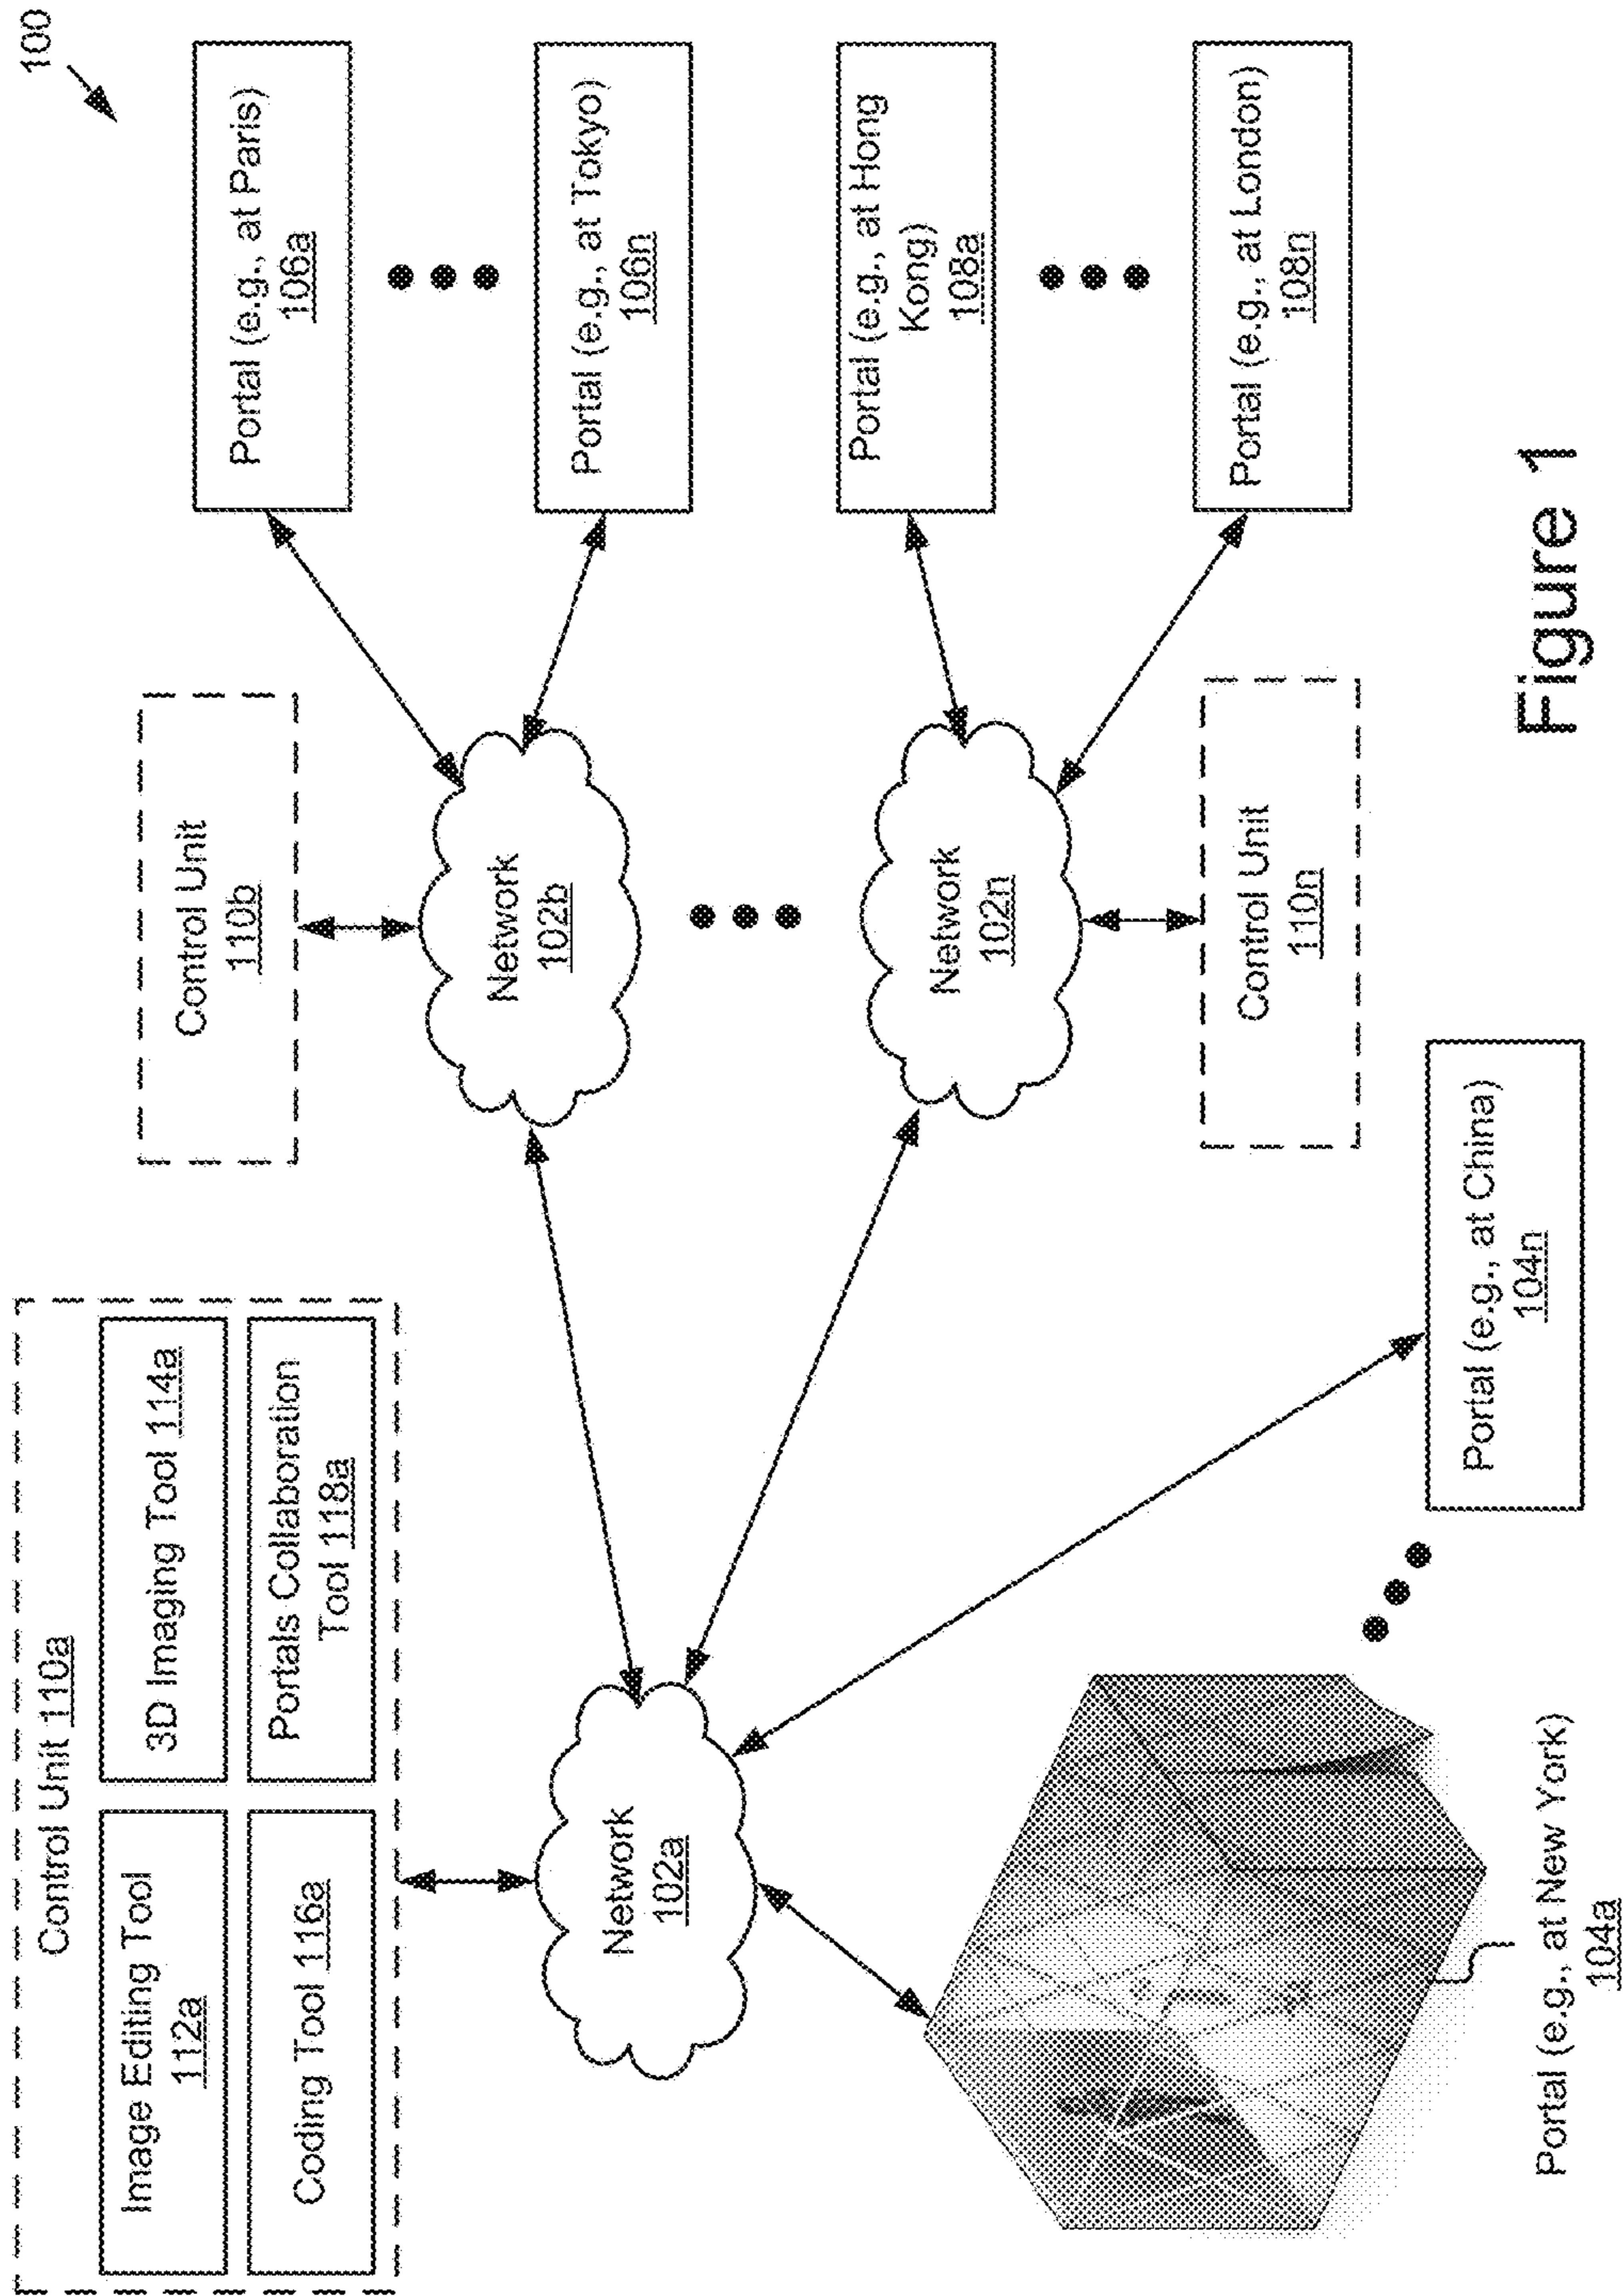 100
Control Unit 110a
Image Editing Tool
112a
3D Imaging Tool 114a
Coding Tool 116a
Portals Collaboration
Tool 118a
Control Unit
110b
Portal (e.g., at Paris)
106a
Network
102a
Network
102b
Portal (e.g., at Tokyo)
106n
Network
102n
Portal (e.g., at Hong
Kong)
108a
Control Unit
110n
Portal (e.g., at London)
108n
Portal (e.g., at China)
104n
Portal (e.g., at New York)
104a
Figure 1